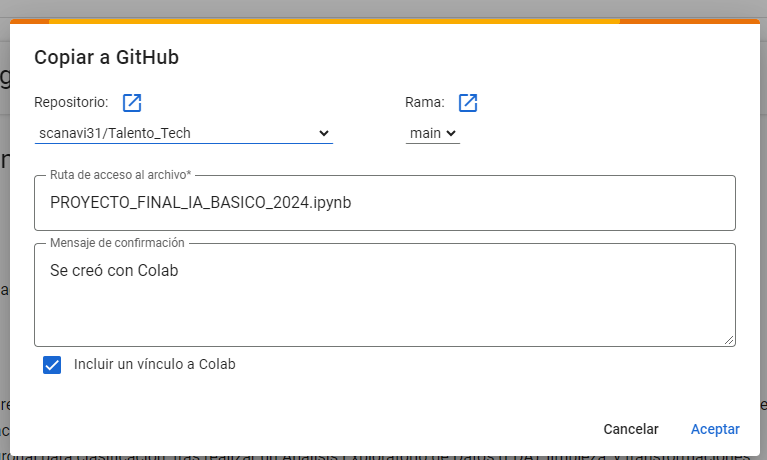 Copiar a GitHub
Repositorio: Rama:
scanavi31/Talento_Tech main
Ruta de acceso al archivo*
PROYECTO_FINAL_IA_BASICO_2024.ipynb
Mensaje de confirmación
Se creó con Colab
Incluir un vínculo a Colab
Cancelar Aceptar